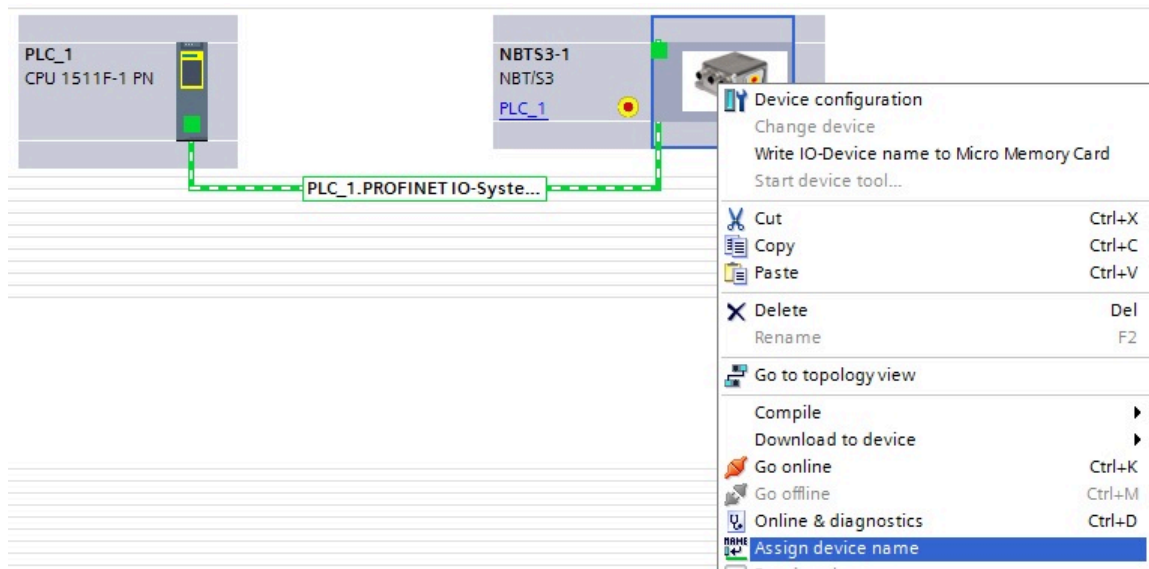 PLC_1
CPU 1511F-1 PN
NBTS3-1
NBT/S3
PLC_1
PLC_1.PROFINET IO-Syste...
Device configuration
Change device
Write IO-Device name to Micro Memory Card
Start device tool...
Cut Ctrl+X
Copy Ctrl+C
Paste Ctrl+V
Delete Del
Rename F2
Go to topology view
Compile
Download to device
Go online Ctrl+K
Go offline Ctrl+M
Online & diagnostics Ctrl+D
NAME
Assign device name